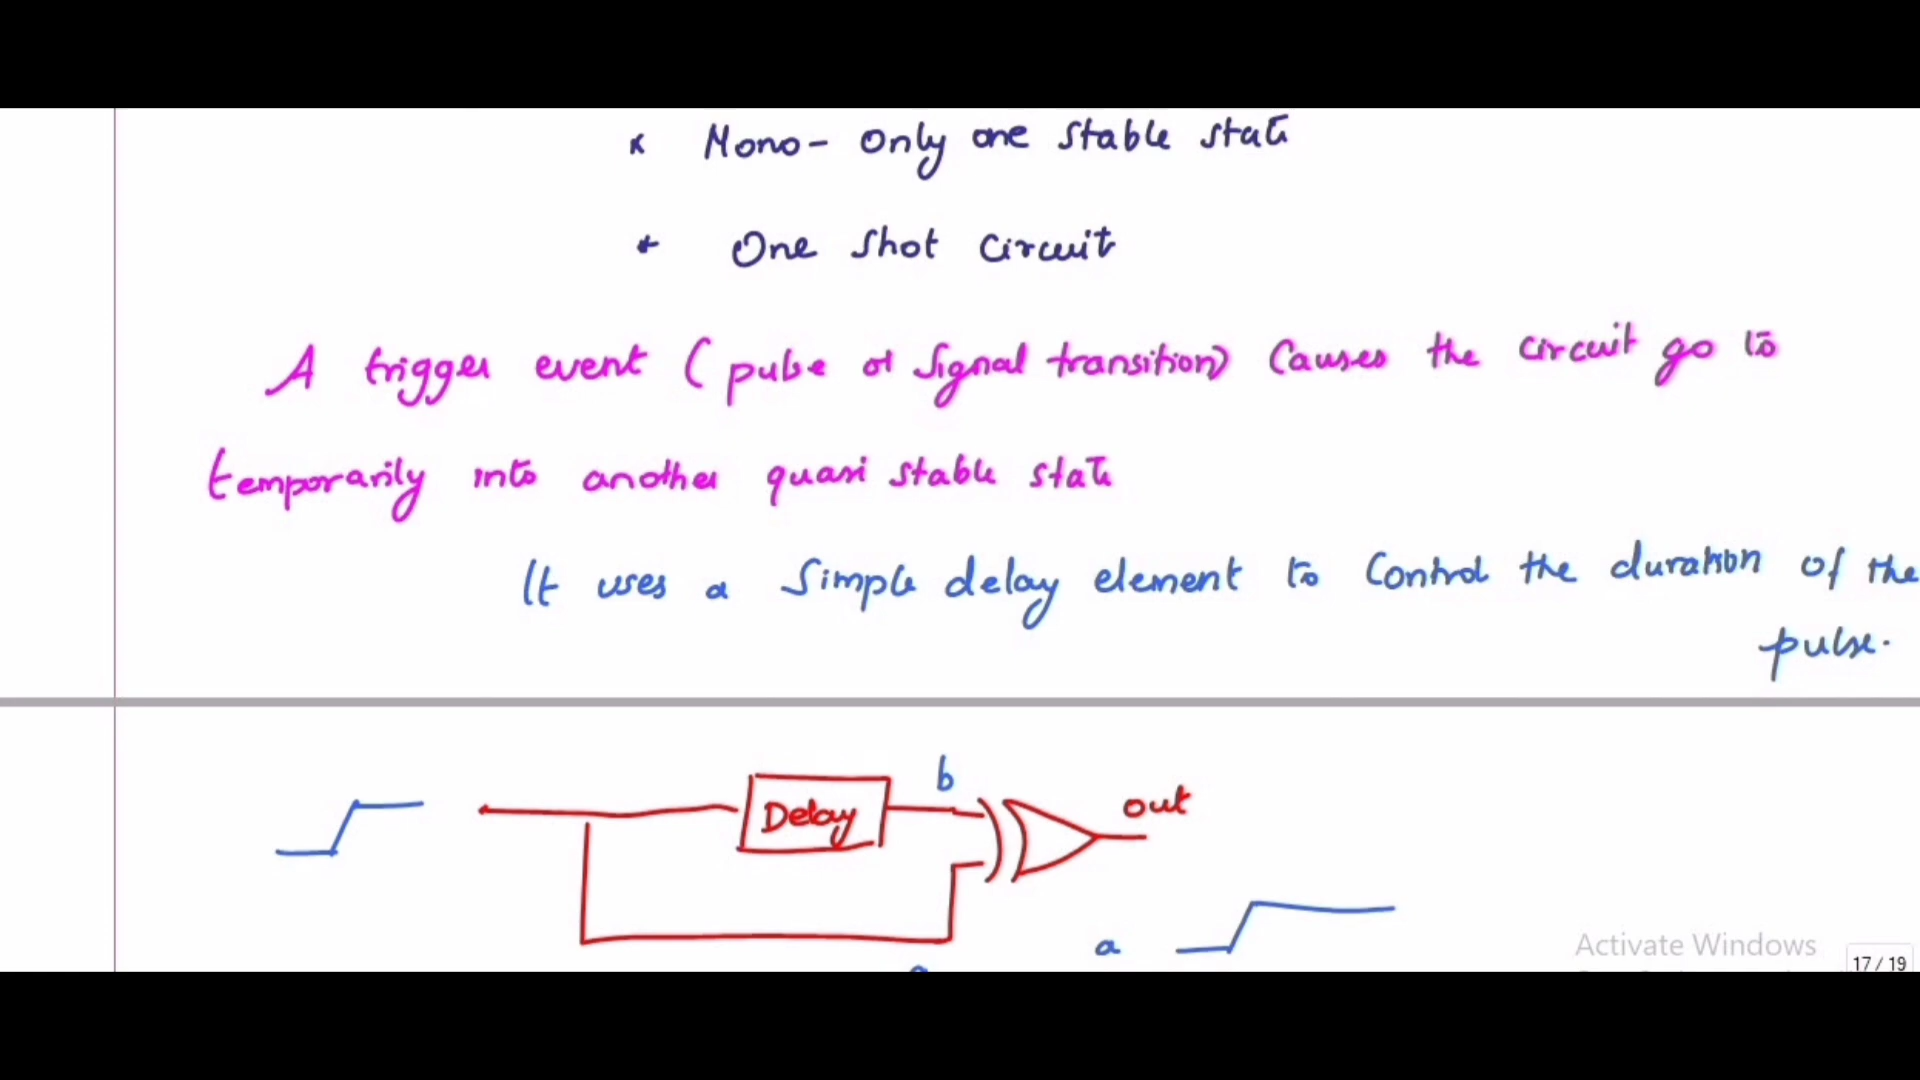 * Mono- Only one stable state
* One shot circuit
A trigger event (pulse or signal transition) causes the circuit go to
temporarily into another quasi stable state
It uses a simple delay element to control the duration of the
pulse.
b
Delay
out
a
Activate Windows
17 / 19